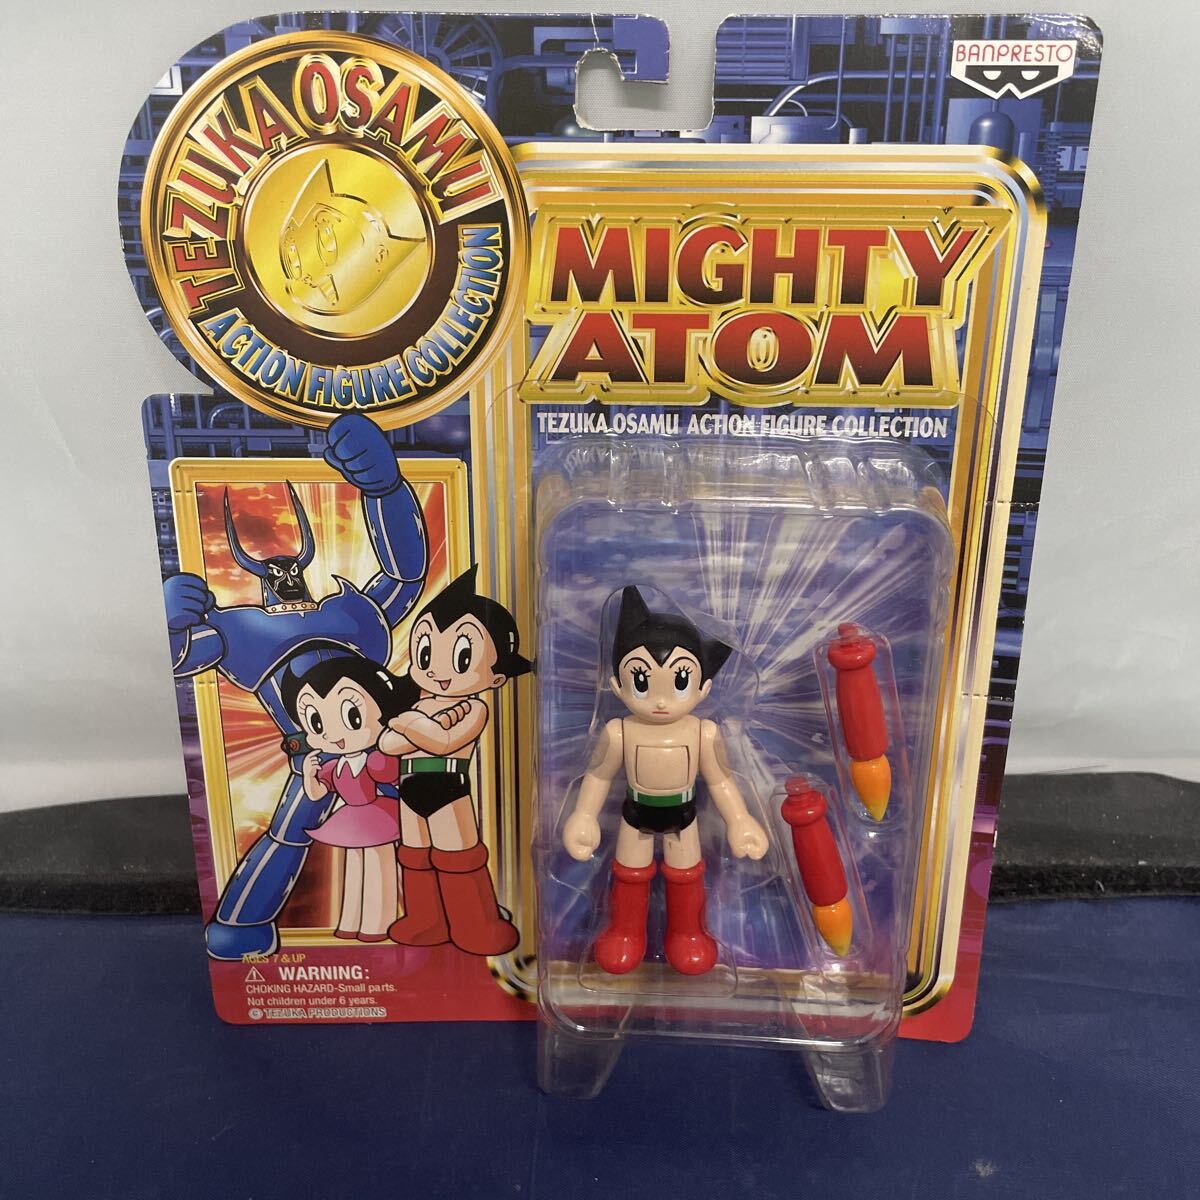 TEZUKA OSAMU
ACTION FIGURE COLLECTION
BANPRESTO
MIGHTY
ATOM
TEZUKA OSAMU ACTION FIGURE COLLECTION
AGES 7 & UP
⚠ WARNING:
CHOKING HAZARD-Small parts.
Not children under 6 years.
© TEZUKA PRODUCTIONS